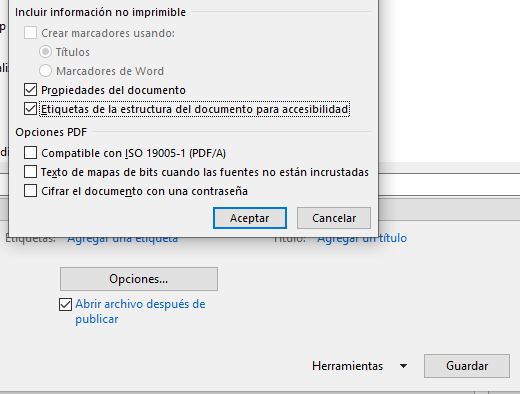 Incluir información no imprimible
Crear marcadores usando:
Títulos
Marcadores de Word
Propiedades del documento
Etiquetas de la estructura del documento para accesibilidad
Opciones PDF
Compatible con ISO 19005-1 (PDF/A)
Texto de mapas de bits cuando las fuentes no están incrustadas
Cifrar el documento con una contraseña
Aceptar Cancelar
Etiquetas: Agregar una etiqueta Título: Agregar un título
Opciones...
Abrir archivo después de
publicar
Herramientas Guardar